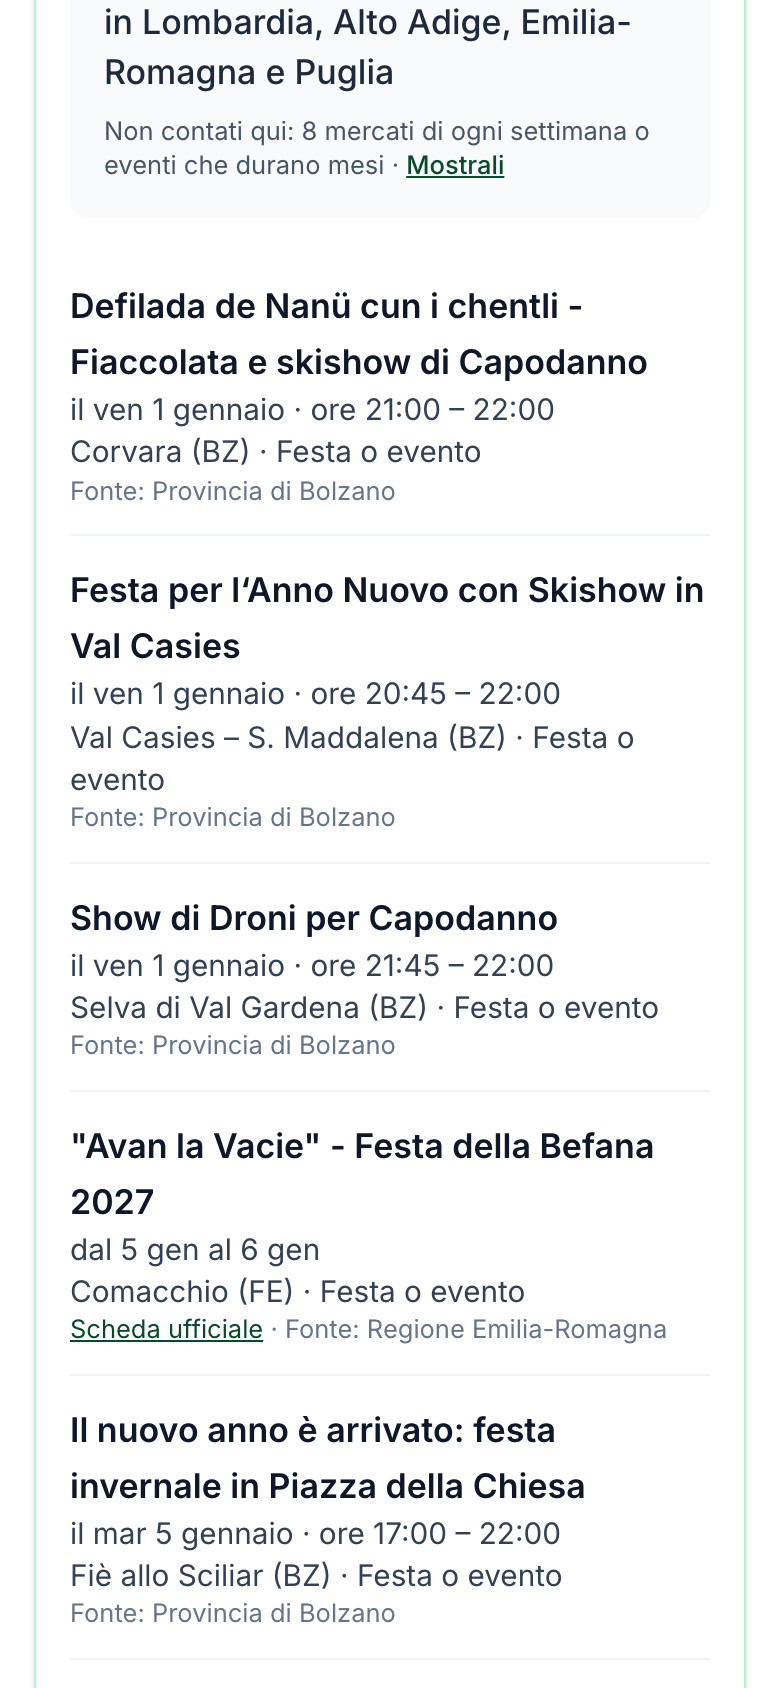 in Lombardia, Alto Adige, Emilia-
Romagna e Puglia
Non contati qui: 8 mercati di ogni settimana o
eventi che durano mesi · Mostrali
Defilada de Nanü cun i chentli -
Fiaccolata e skishow di Capodanno
il ven 1 gennaio · ore 21:00 – 22:00
Corvara (BZ) · Festa o evento
Fonte: Provincia di Bolzano
Festa per l‘Anno Nuovo con Skishow in
Val Casies
il ven 1 gennaio · ore 20:45 – 22:00
Val Casies – S. Maddalena (BZ) · Festa o
evento
Fonte: Provincia di Bolzano
Show di Droni per Capodanno
il ven 1 gennaio · ore 21:45 – 22:00
Selva di Val Gardena (BZ) · Festa o evento
Fonte: Provincia di Bolzano
"Avan la Vacie" - Festa della Befana
2027
dal 5 gen al 6 gen
Comacchio (FE) · Festa o evento
Scheda ufficiale · Fonte: Regione Emilia-Romagna
Il nuovo anno è arrivato: festa
invernale in Piazza della Chiesa
il mar 5 gennaio · ore 17:00 – 22:00
Fiè allo Sciliar (BZ) · Festa o evento
Fonte: Provincia di Bolzano